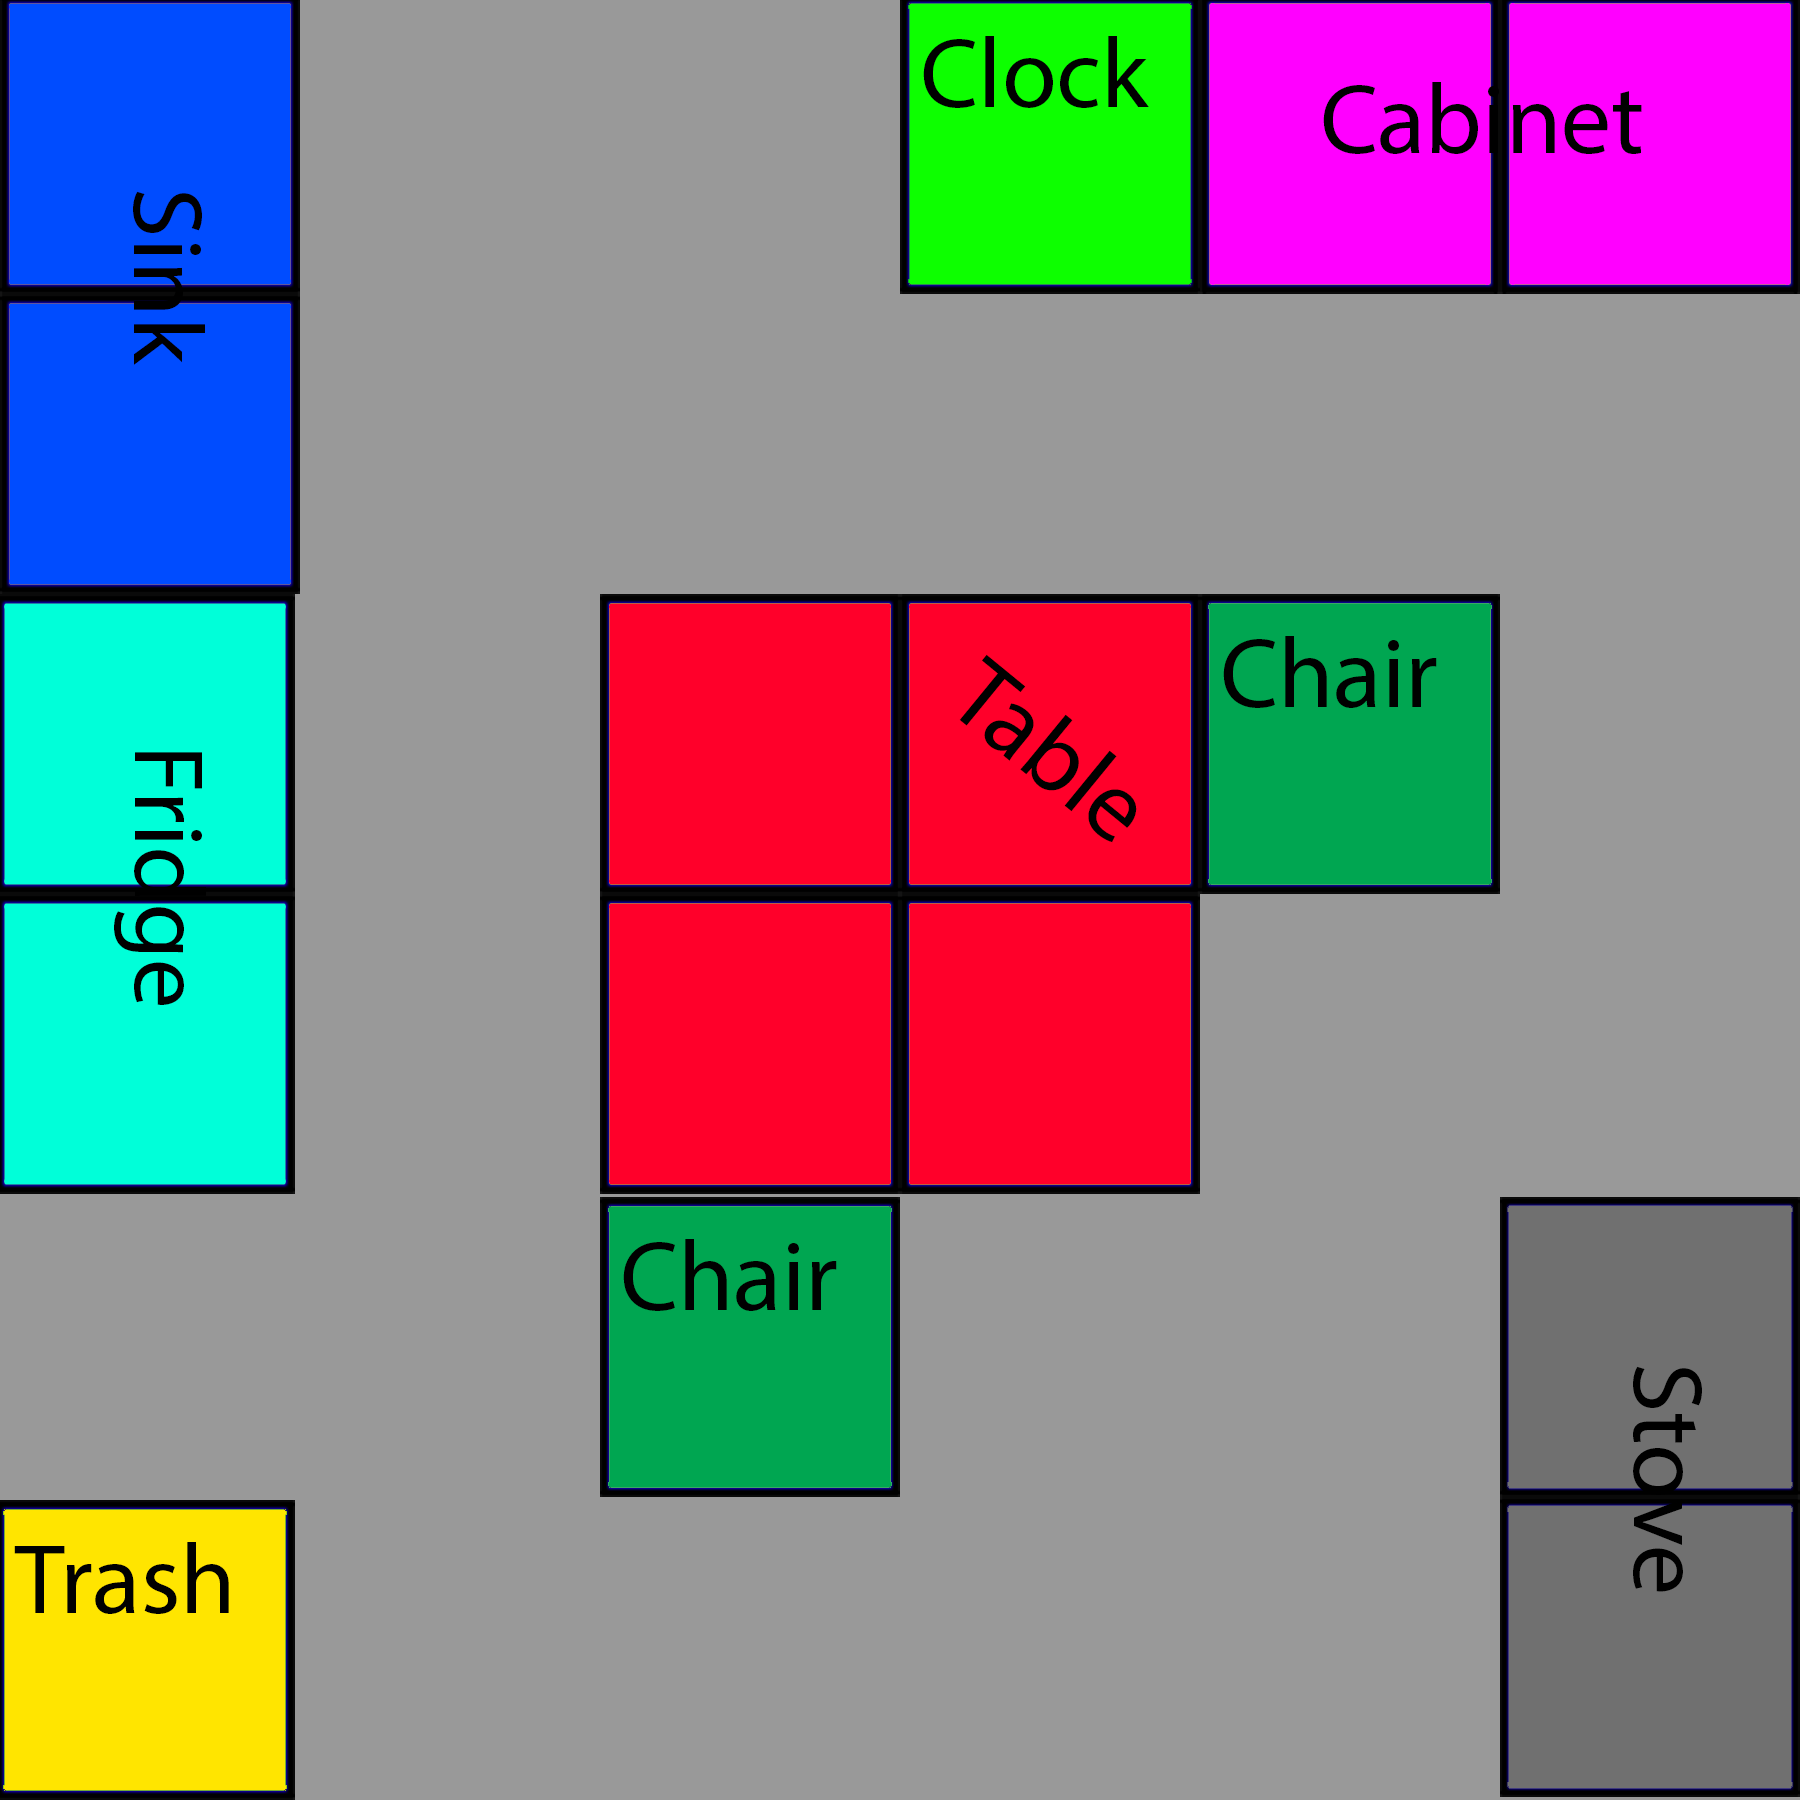 Clock
Cabinet
Sink
Table
Chair
Fridge
Chair
Stove
Trash